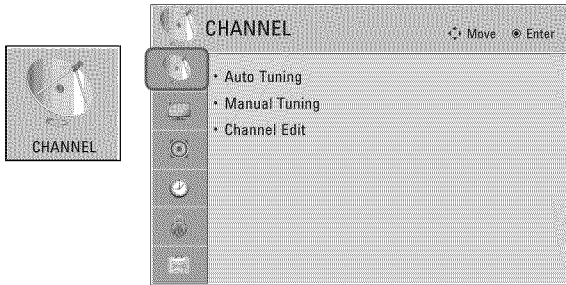 CHANNEL
CHANNEL
Move Enter
• Auto Tuning
• Manual Tuning
• Channel Edit